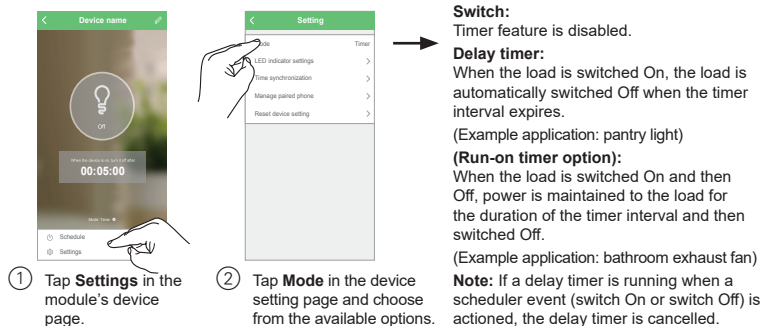 Device name
Off
When the device is on, turn it off after
00:05:00
Mode: Timer
Schedule
Settings
1 Tap Settings in the
module's device
page.
Setting
Mode Timer
LED indicator settings
Time synchronization
Manage paired phone
Reset device setting
2 Tap Mode in the device
setting page and choose
from the available options.
Switch:
Timer feature is disabled.
Delay timer:
When the load is switched On, the load is
automatically switched Off when the timer
interval expires.
(Example application: pantry light)
(Run-on timer option):
When the load is switched On and then
Off, power is maintained to the load for
the duration of the timer interval and then
switched Off.
(Example application: bathroom exhaust fan)
Note: If a delay timer is running when a
scheduler event (switch On or switch Off) is
actioned, the delay timer is cancelled.